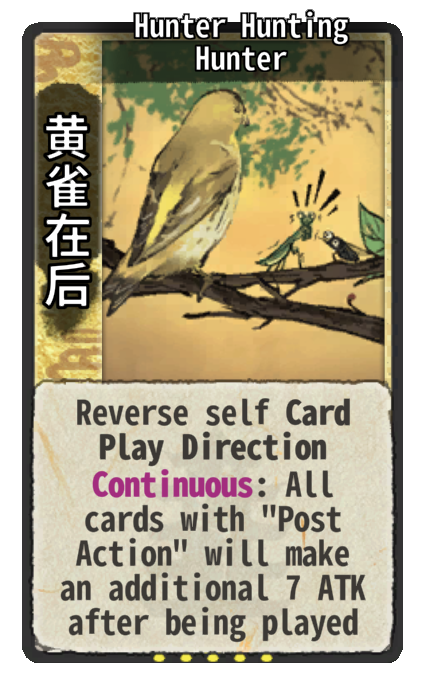 Hunter Hunting
Hunter
黄雀在后
Reverse self Card
Play Direction
Continuous: All
cards with "Post
Action" will make
an additional 7 ATK
after being played